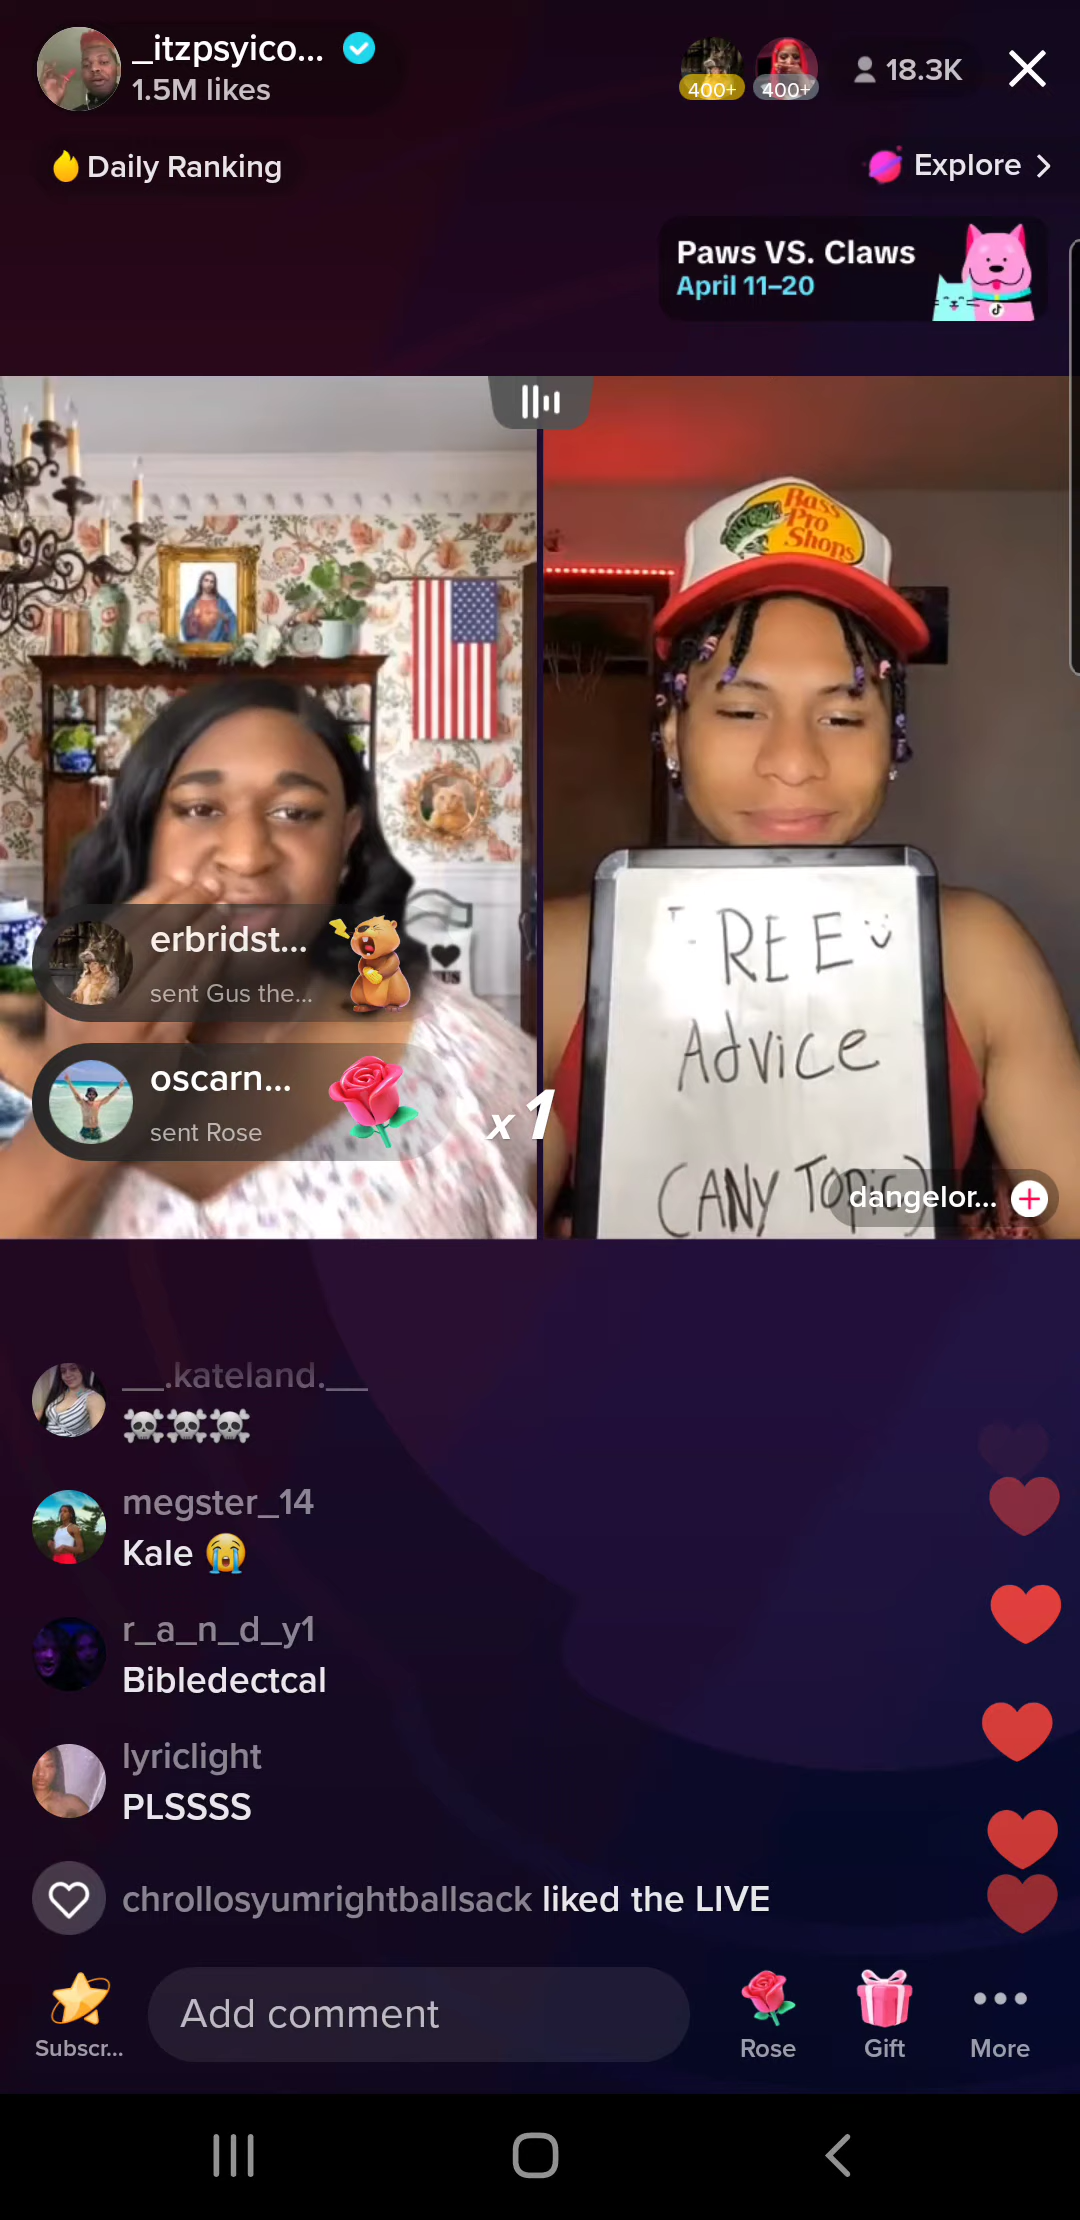 _itzpsyico...
1.5M likes
400+
400+
18.3K
Daily Ranking
Explore
Paws VS. Claws
April 11–20
Bass
Pro
Shops
FREE
Advice
(ANY TOPIC)
erbridst...
sent Gus the...
oscarn...
sent Rose
x1
dangelor...
__.kateland.__
☠️☠️☠️
megster_14
Kale 😭
r_a_n_d_y1
Bibledectcal
lyriclight
PLSSSS
chrollosyumrightballsack liked the LIVE
Subscr...
Add comment
Rose
Gift
More